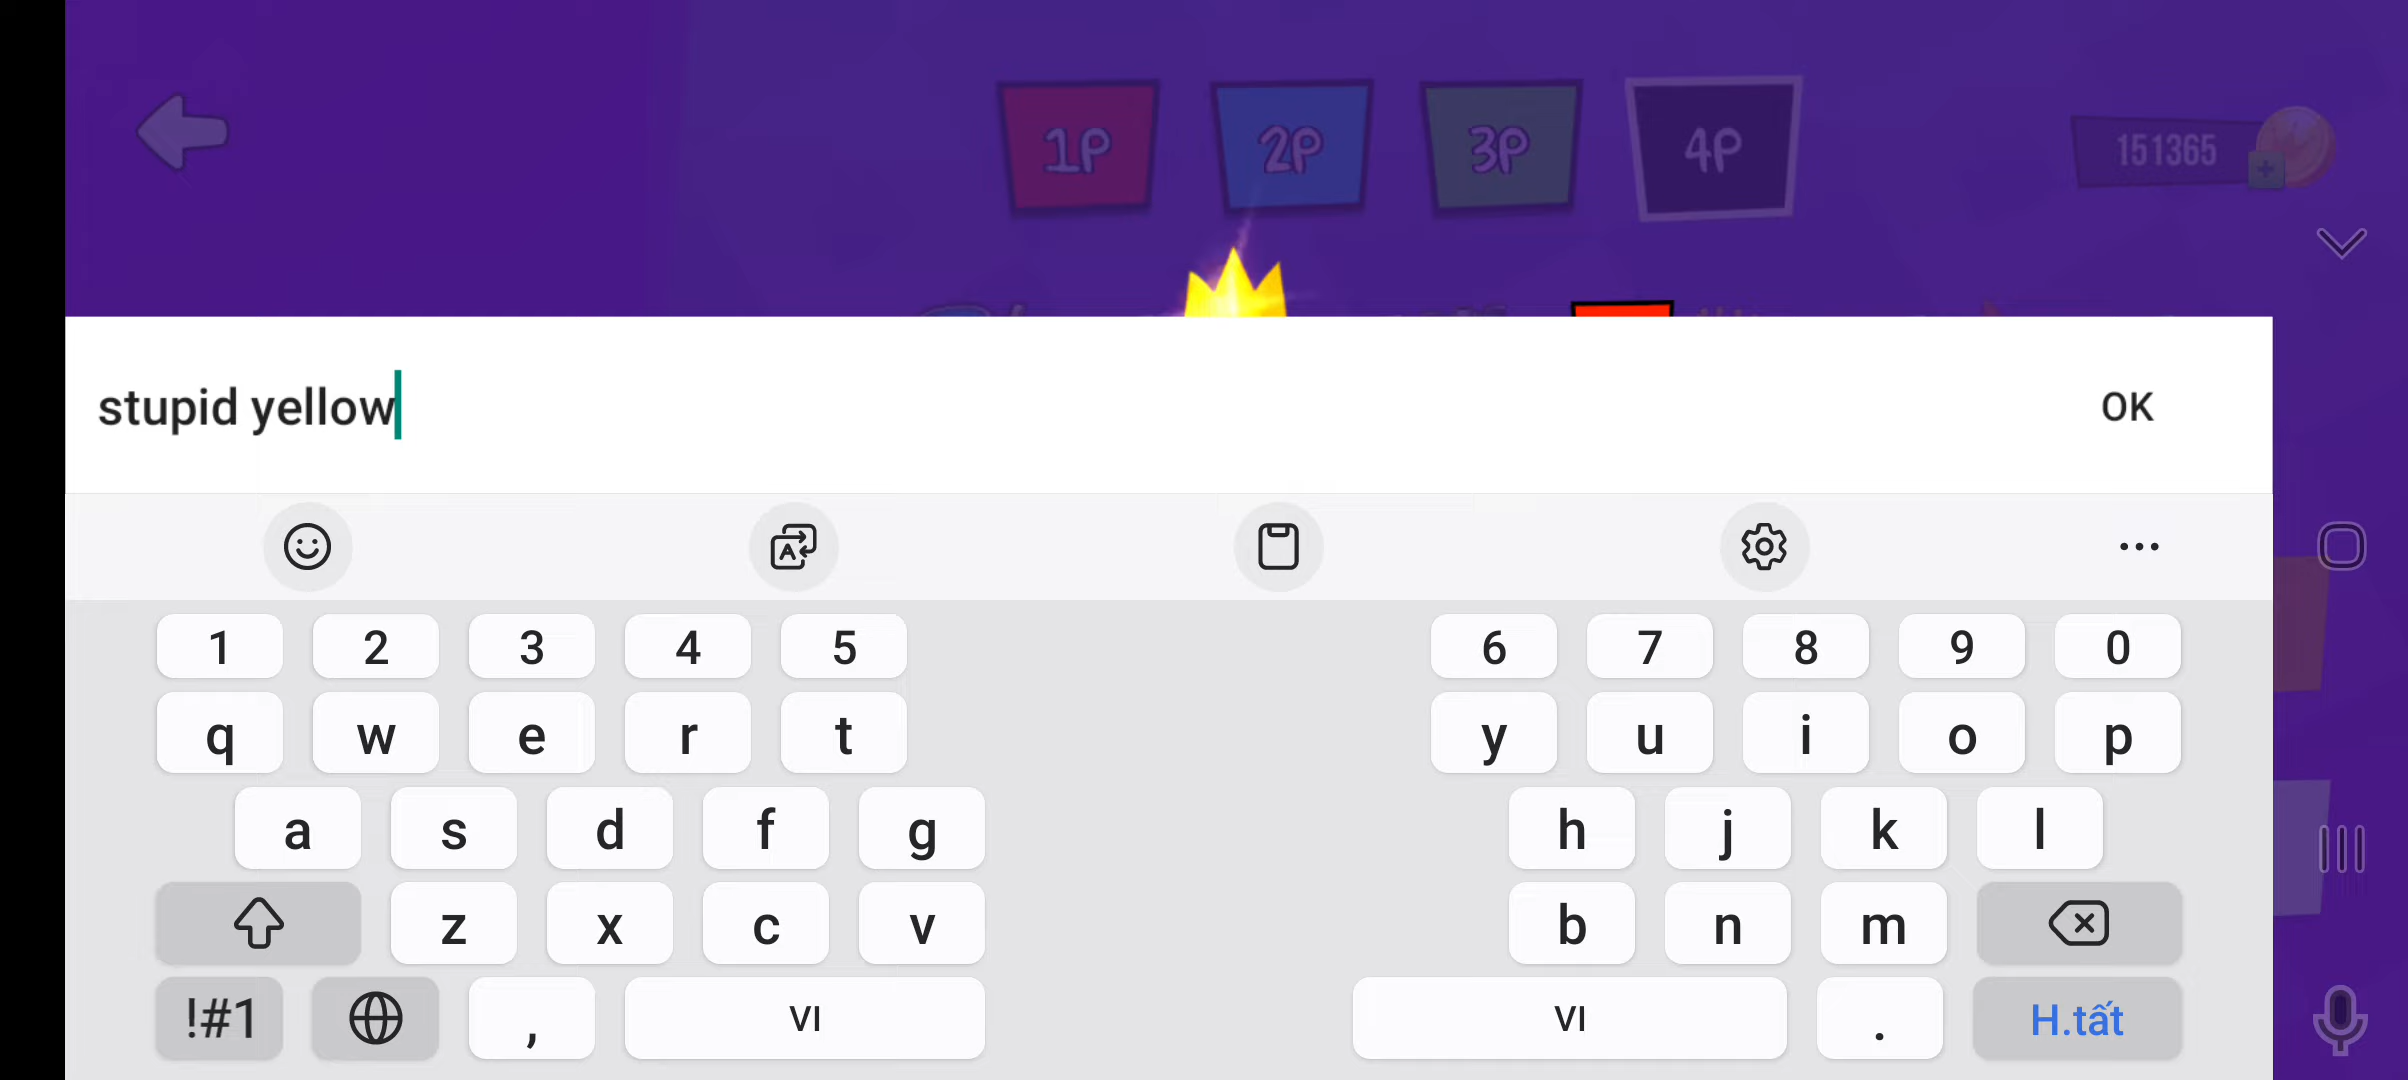 1P 2P 3P 4P
151365
stupid yellow
OK
1 2 3 4 5 6 7 8 9 0
q w e r t y u i o p
a s d f g h j k l
z x c v b n m
!#1 , VI VI . H.tất